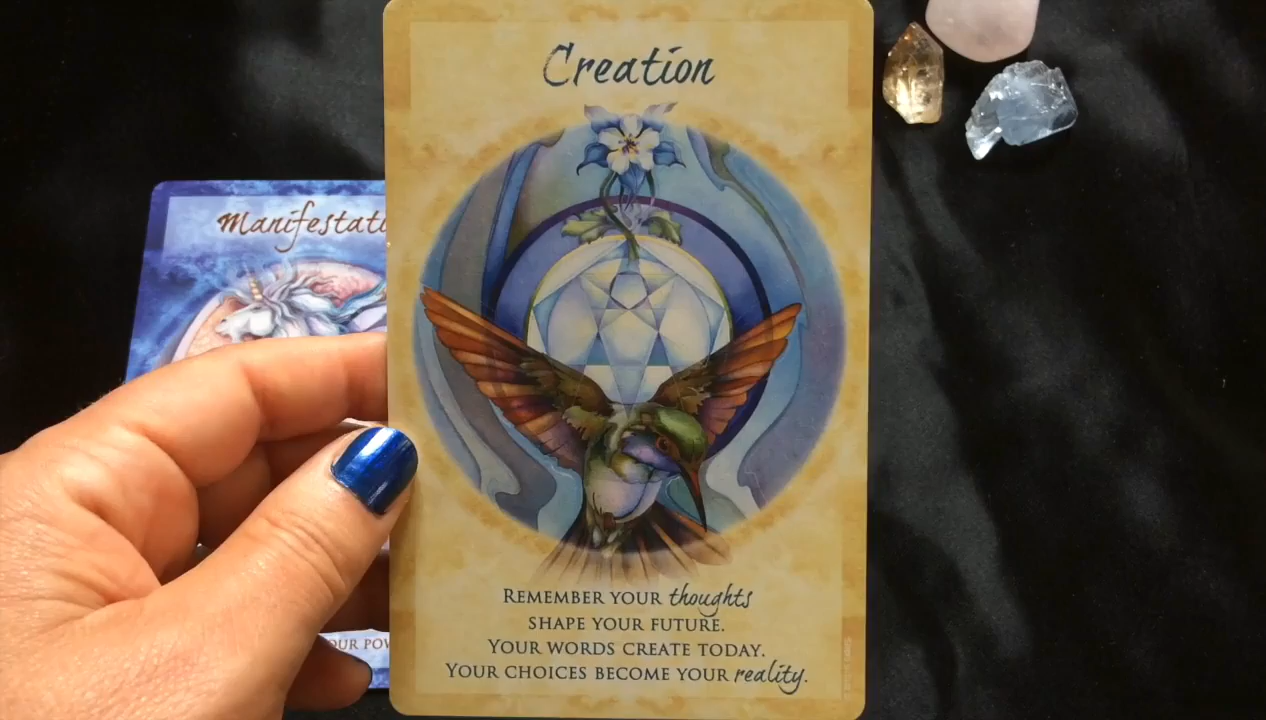 Creation
Manifestati
REMEMBER YOUR thoughts
SHAPE YOUR FUTURE.
YOUR WORDS CREATE TODAY.
YOUR CHOICES BECOME YOUR reality.
OUR POW